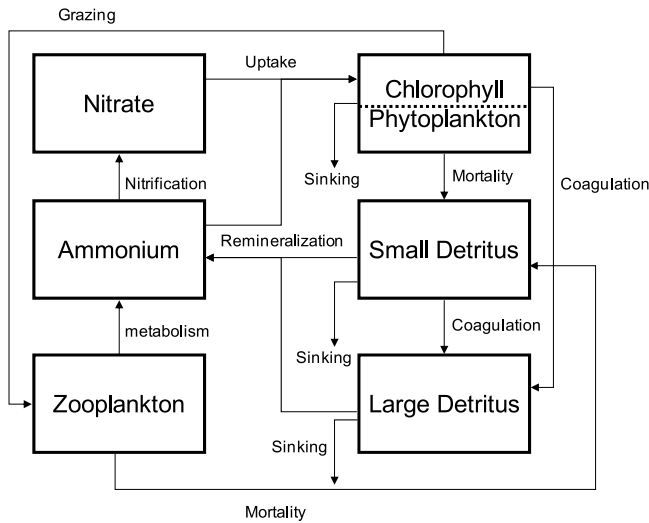 Grazing
Uptake
Nitrate
Chlorophyll
Phytoplankton
Sinking
Nitrification
Mortality
Coagulation
Ammonium
Remineralization
Small Detritus
metabolism
Sinking
Coagulation
Zooplankton
Large Detritus
Sinking
Mortality